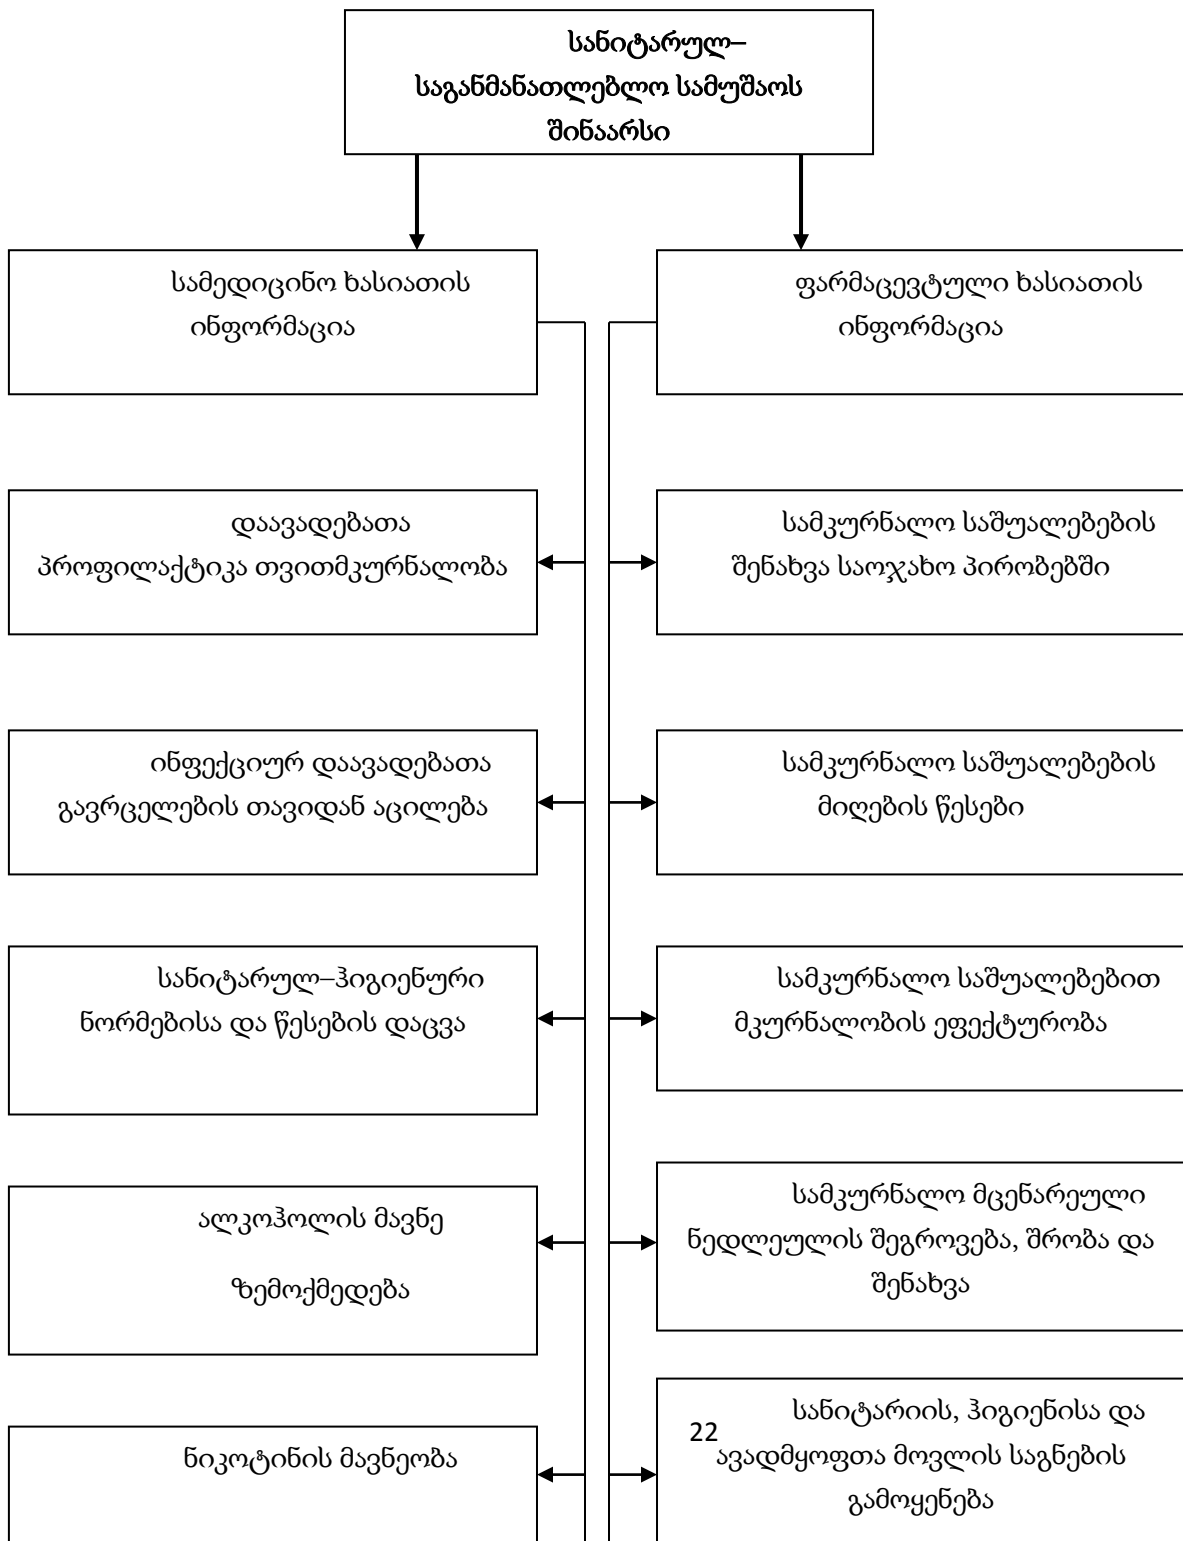 სანიტარულ–
საგანმანათლებლო სამუშაოს
შინაარსი
სამედიცინო ხასიათის
ინფორმაცია
ფარმაცევტული ხასიათის
ინფორმაცია
დაავადებათა
პროფილაქტიკა თვითმკურნალობა
სამკურნალო საშუალებების
შენახვა საოჯახო პირობებში
ინფექციურ დაავადებათა
გავრცელების თავიდან აცილება
სამკურნალო საშუალებების
მიღების წესები
სანიტარულ–ჰიგიენური
ნორმებისა და წესების დაცვა
სამკურნალო საშუალებებით
მკურნალობის ეფექტურობა
ალკოჰოლის მავნე
ზემოქმედება
სამკურნალო მცენარეული
ნედლეულის შეგროვება, შრობა და
შენახვა
ნიკოტინის მავნეობა
სანიტარიის, ჰიგიენისა და
ავადმყოფთა მოვლის საგნების
გამოყენება
22